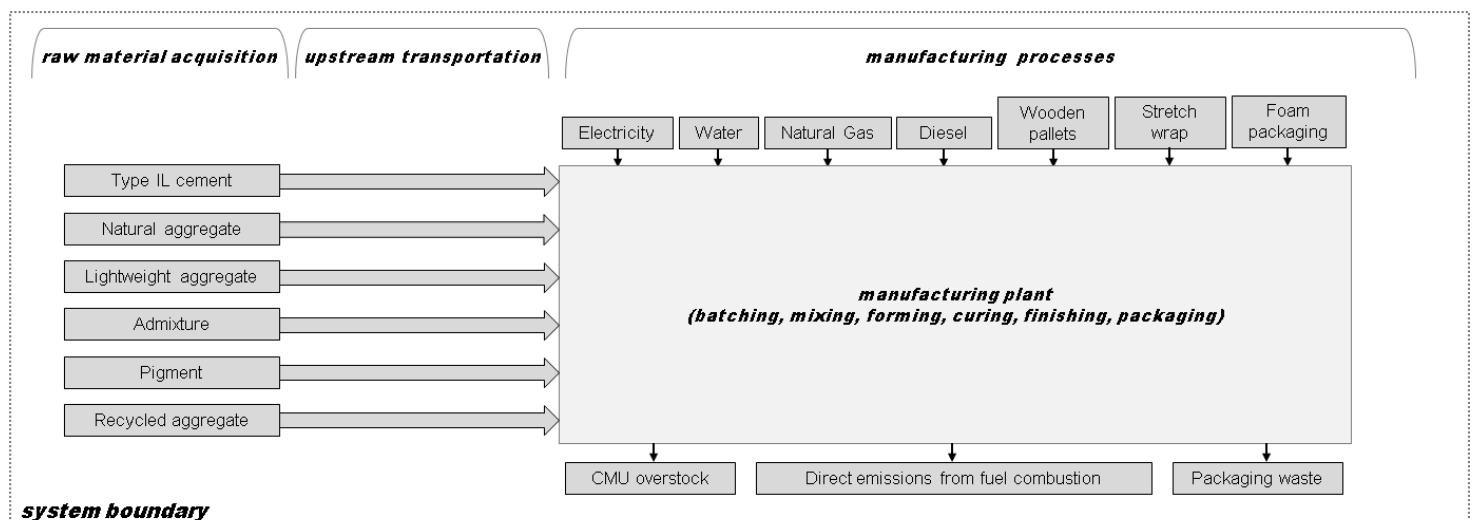 raw material acquisition
upstream transportation
manufacturing processes
Electricity
Water
Natural Gas
Diesel
Wooden
pallets
Stretch
wrap
Foam
packaging
Type IL cement
Natural aggregate
Lightweight aggregate
Admixture
Pigment
Recycled aggregate
manufacturing plant
(batching, mixing, forming, curing, finishing, packaging)
CMU overstock
Direct emissions from fuel combustion
Packaging waste
system boundary